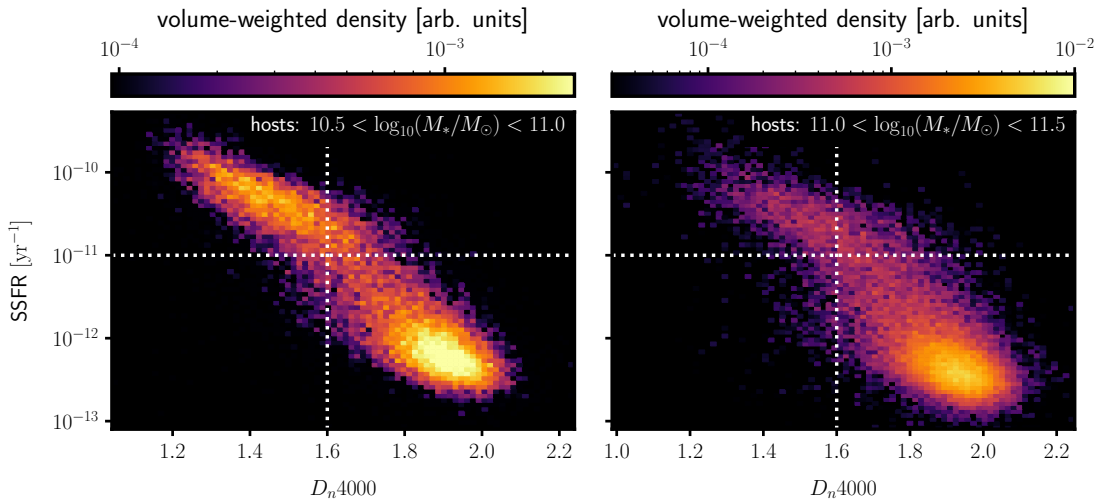 volume-weighted density [arb. units] volume-weighted density [arb. units]
10⁻⁴ 10⁻³ 10⁻⁴ 10⁻³ 10⁻²
hosts: 10.5 < log₁₀(M∗/M⊙) < 11.0 hosts: 11.0 < log₁₀(M∗/M⊙) < 11.5
10⁻¹⁰
10⁻¹¹
10⁻¹²
10⁻¹³
SSFR [yr⁻¹]
1.2 1.4 1.6 1.8 2.0 2.2 1.0 1.2 1.4 1.6 1.8 2.0 2.2
Dₙ4000 Dₙ4000